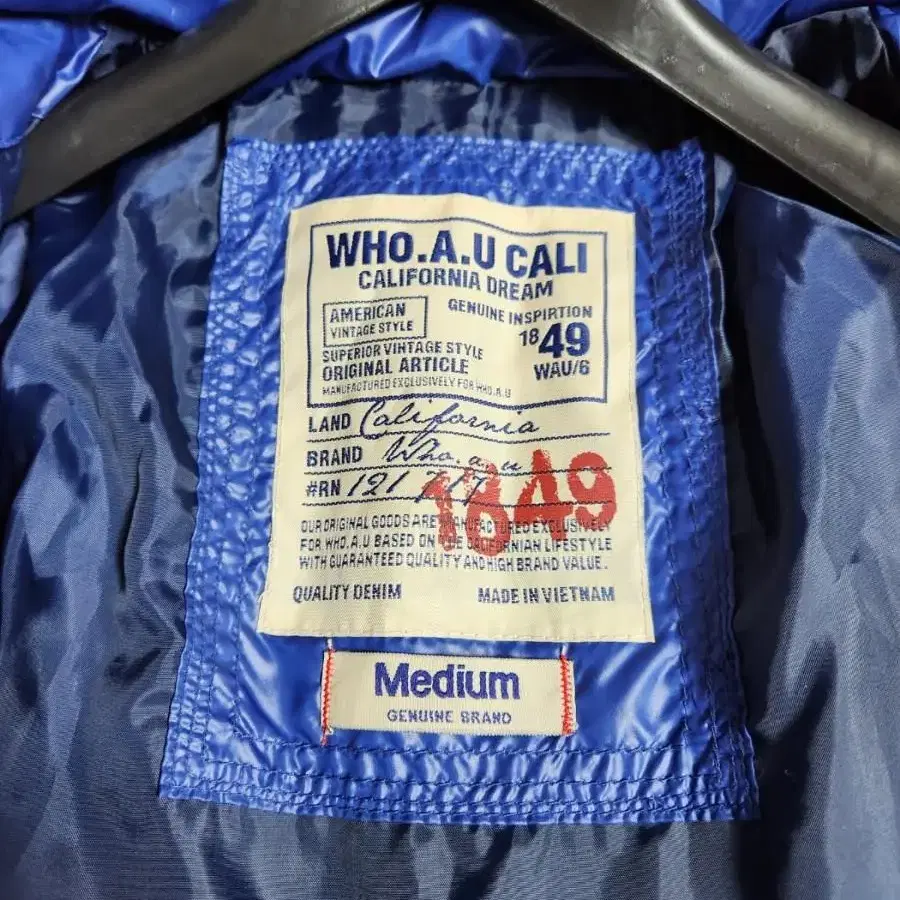 WHO.A.U CALI
CALIFORNIA DREAM
AMERICAN
VINTAGE STYLE
GENUINE INSPIRTION
1849
WAU/6
SUPERIOR VINTAGE STYLE
ORIGINAL ARTICLE
MANUFACTURED EXCLUSIVELY FOR WHO.A.U
LAND California
BRAND Who.a.u
#RN 121717
1849
OUR ORIGINAL GOODS ARE MANUFACTURED EXCLUSIVELY
FOR WHO.A.U BASED ON THE CALIFORNIAN LIFESTYLE
WITH GUARANTEED QUALITY AND HIGH BRAND VALUE.
QUALITY DENIM MADE IN VIETNAM
Medium
GENUINE BRAND